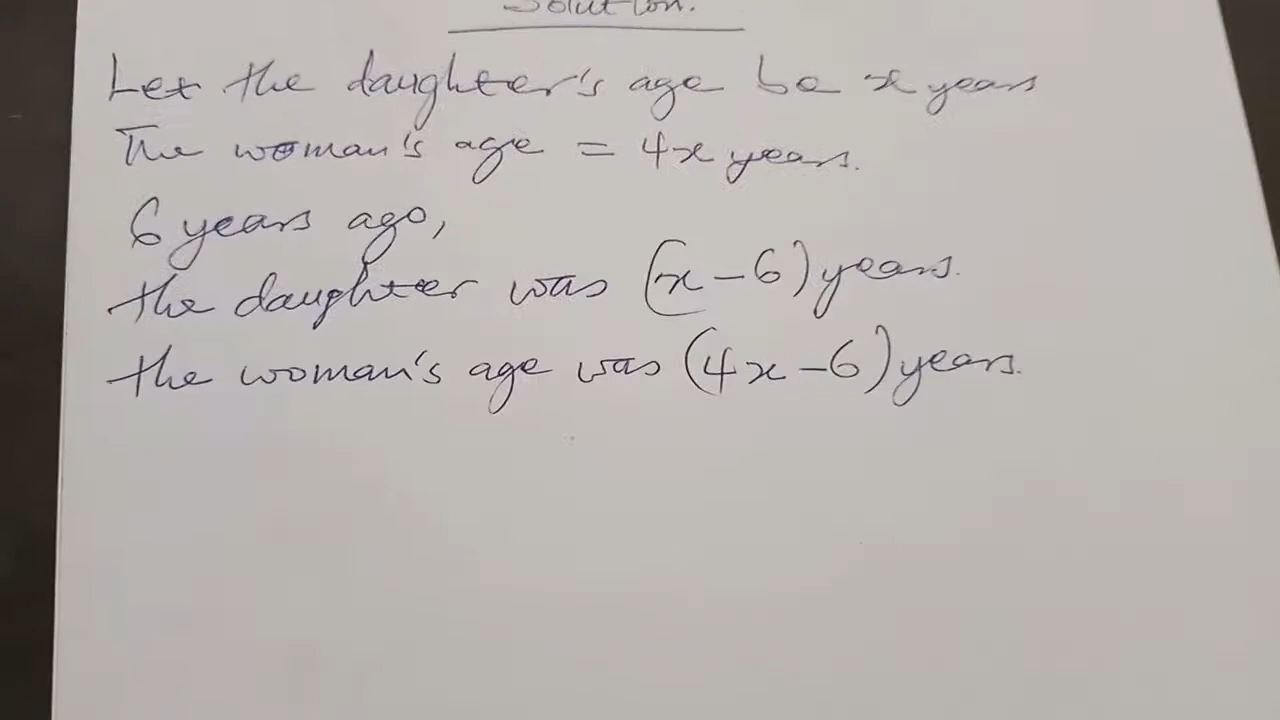 Solution.
Let the daughter's age be x years
The woman's age = 4x years.
6 years ago,
the daughter was (x-6) years.
the woman's age was (4x-6) years.